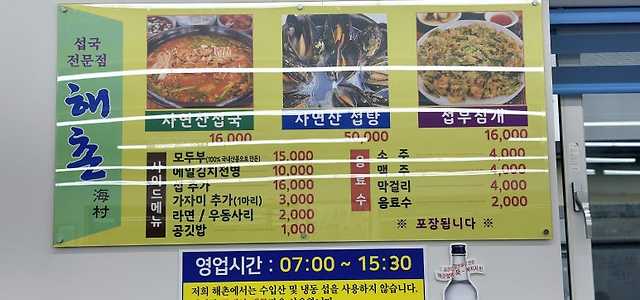 섭국
전문점
해촌
海村
자연산섭국
16,000
자연산 섭탕
50,000
섭부침개
16,000
사이드메뉴
모두부(100% 국내산콩으로 만든) 15,000
메밀김치전병 10,000
섭 추가 16,000
가자미 추가(1마리) 3,000
라면 / 우동사리 2,000
공깃밥 1,000
음료수
소 주 4,000
맥 주 4,000
막걸리 4,000
음료수 2,000
※ 포장됩니다 ※
영업시간 : 07:00 ~ 15:30
저희 해촌에서는 수입산 및 냉동 섭을 사용하지 않습니다.